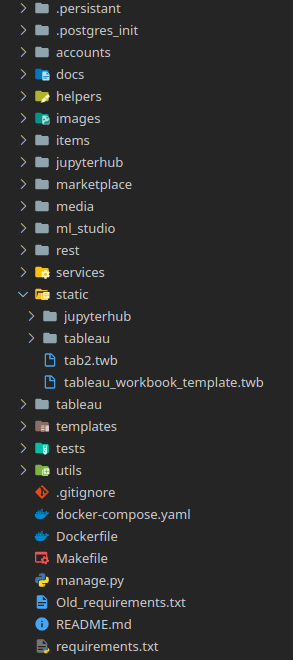 .persistant
.postgres_init
accounts
docs
helpers
images
items
jupyterhub
marketplace
media
ml_studio
rest
services
static
jupyterhub
tableau
tab2.twb
tableau_workbook_template.twb
tableau
templates
tests
utils
.gitignore
docker-compose.yaml
Dockerfile
Makefile
manage.py
Old_requirements.txt
README.md
requirements.txt